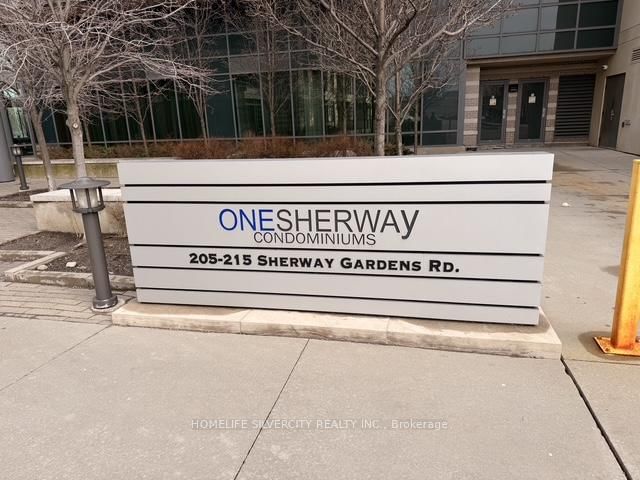 ONESHERWAY
CONDOMINIUMS
205-215 SHERWAY GARDENS RD.
HOMELIFE SILVERCITY REALTY INC., Brokerage